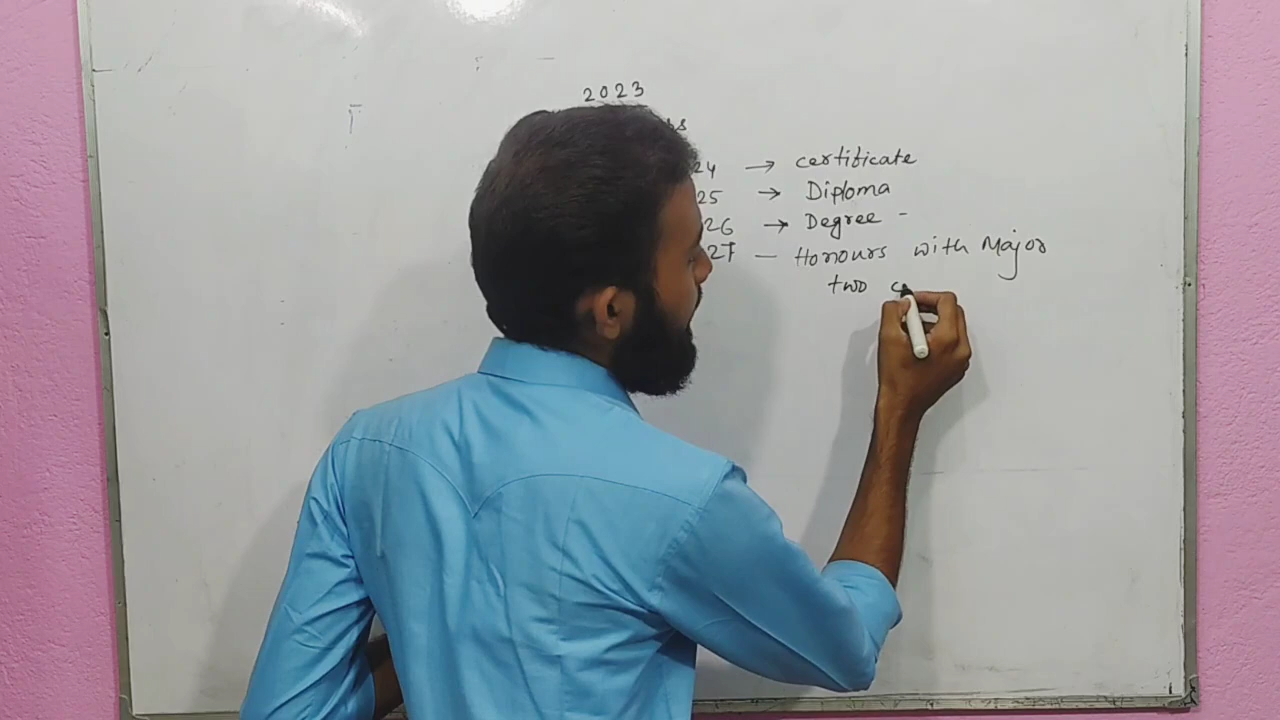 2023
24 → certificate
25 → Diploma
26 → Degree -
27 — Honours with Major
two